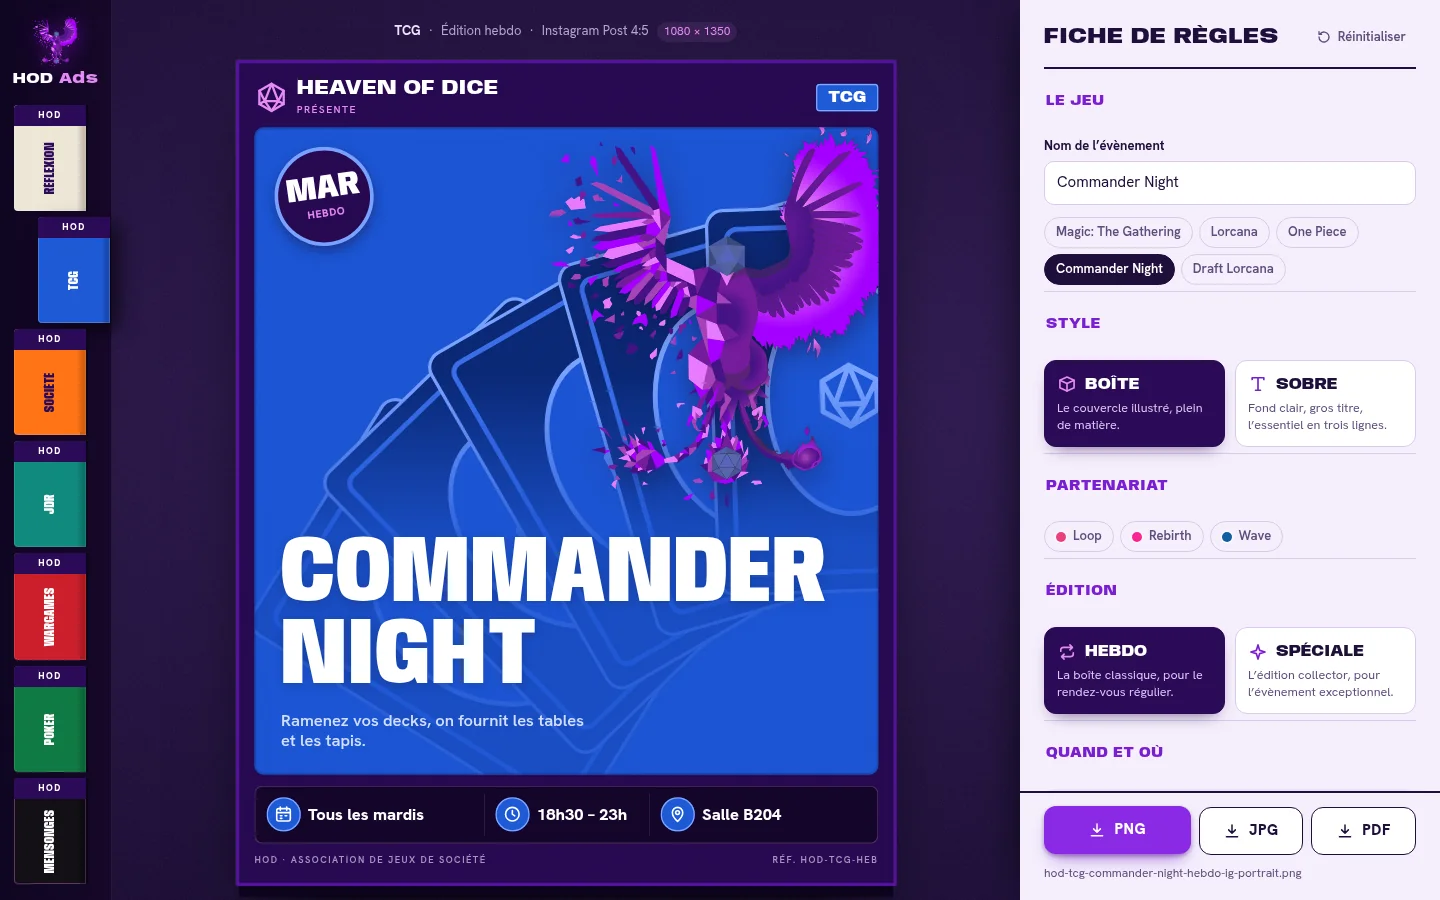 HOD Ads
HOD
REFLEXION
HOD
TCG
HOD
SOCIETE
HOD
JDR
HOD
WARGAMES
HOD
POKER
HOD
MENSONGES
TCG · Édition hebdo · Instagram Post 4:5 1080 × 1350
HEAVEN OF DICE
PRÉSENTE
TCG
MAR
HEBDO
COMMANDER
NIGHT
Ramenez vos decks, on fournit les tables
et les tapis.
Tous les mardis
18h30 – 23h
Salle B204
HOD · ASSOCIATION DE JEUX DE SOCIÉTÉ
RÉF. HOD-TCG-HEB
FICHE DE RÈGLES
Réinitialiser
LE JEU
Nom de l’évènement
Commander Night
Magic: The Gathering
Lorcana
One Piece
Commander Night
Draft Lorcana
STYLE
BOÎTE
Le couvercle illustré, plein
de matière.
SOBRE
Fond clair, gros titre,
l’essentiel en trois lignes.
PARTENARIAT
Loop
Rebirth
Wave
ÉDITION
HEBDO
La boîte classique, pour le
rendez-vous régulier.
SPÉCIALE
L’édition collector, pour
l’évènement exceptionnel.
QUAND ET OÙ
PNG
JPG
PDF
hod-tcg-commander-night-hebdo-ig-portrait.png